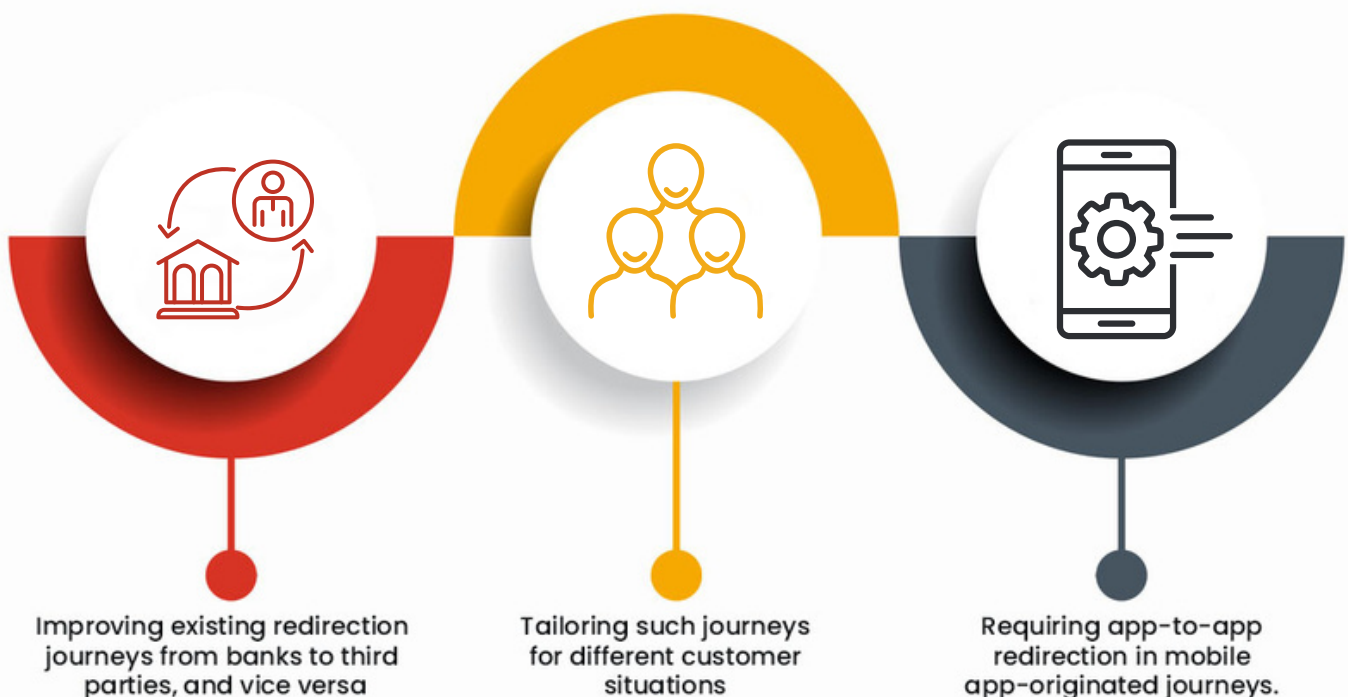 Improving existing redirection
journeys from banks to third
parties, and vice versa
Tailoring such journeys
for different customer
situations
Requiring app-to-app
redirection in mobile
app-originated journeys.